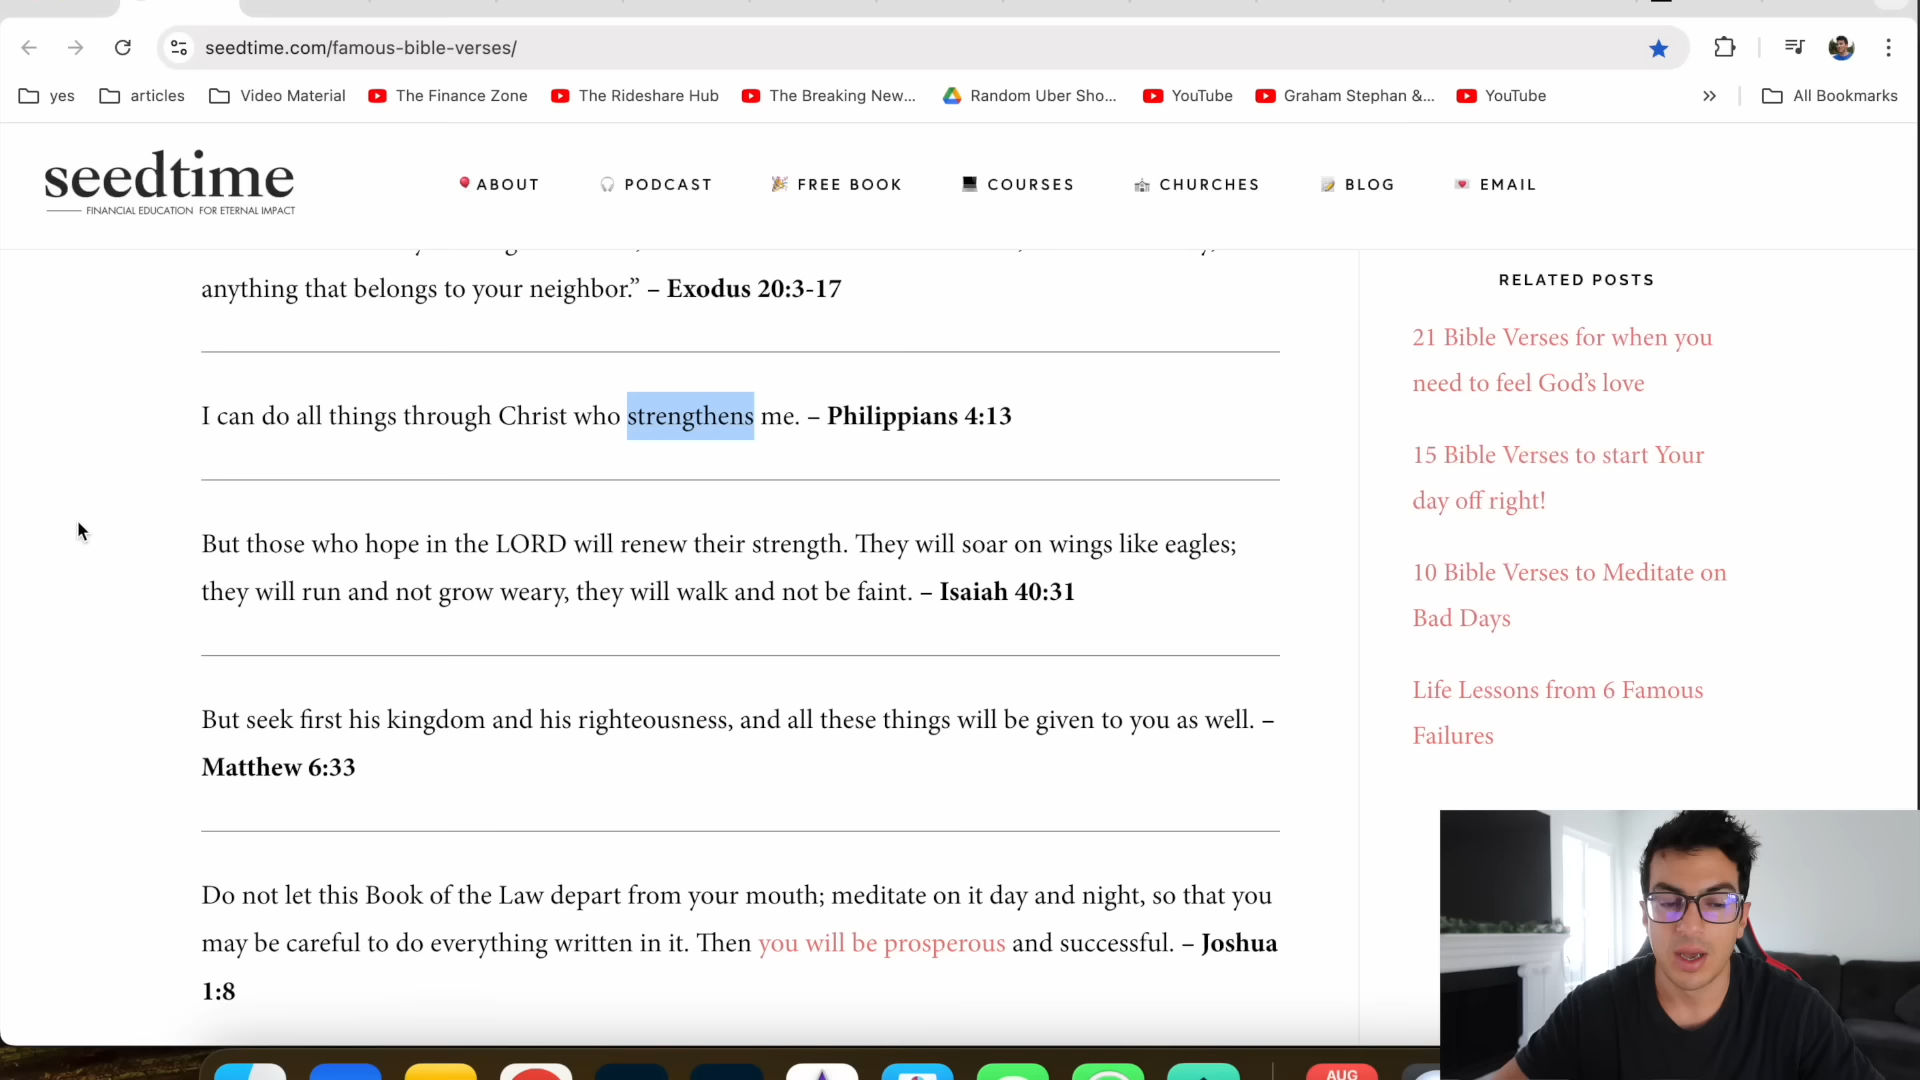 seedtime.com/famous-bible-verses/
yes
articles
Video Material
The Finance Zone
The Rideshare Hub
The Breaking New...
Random Uber Sho...
YouTube
Graham Stephan &...
YouTube
»
All Bookmarks
seedtime
FINANCIAL EDUCATION FOR ETERNAL IMPACT
ABOUT
PODCAST
FREE BOOK
COURSES
CHURCHES
BLOG
EMAIL
anything that belongs to your neighbor.” – Exodus 20:3-17
I can do all things through Christ who strengthens me. – Philippians 4:13
But those who hope in the LORD will renew their strength. They will soar on wings like eagles;
they will run and not grow weary, they will walk and not be faint. – Isaiah 40:31
But seek first his kingdom and his righteousness, and all these things will be given to you as well. –
Matthew 6:33
Do not let this Book of the Law depart from your mouth; meditate on it day and night, so that you
may be careful to do everything written in it. Then you will be prosperous and successful. – Joshua
1:8
RELATED POSTS
21 Bible Verses for when you
need to feel God’s love
15 Bible Verses to start Your
day off right!
10 Bible Verses to Meditate on
Bad Days
Life Lessons from 6 Famous
Failures
AUG